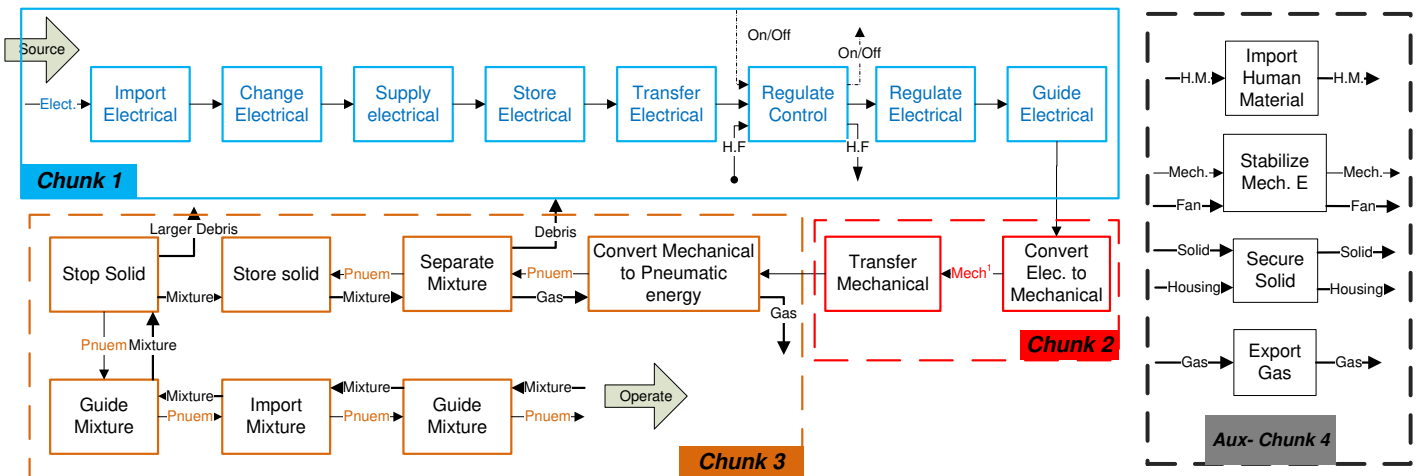 Source
Elect.
Import
Electrical
Change
Electrical
Supply
electrical
Store
Electrical
Transfer
Electrical
On/Off
On/Off
Regulate
Control
H.F
H.F
Regulate
Electrical
Guide
Electrical
Chunk 1
Larger Debris
Debris
Stop Solid
Mixture
Store solid
Pnuem
Mixture
Separate
Mixture
Pnuem
Gas
Convert Mechanical
to Pneumatic
energy
Gas
Transfer
Mechanical
Mech1
Convert
Elec. to
Mechanical
Chunk 2
Pnuem
Mixture
Guide
Mixture
Mixture
Pnuem
Import
Mixture
Mixture
Pnuem
Guide
Mixture
Mixture
Pnuem
Operate
Chunk 3
H.M.
Import
Human
Material
H.M.
Mech.
Fan
Stabilize
Mech. E
Mech.
Fan
Solid
Housing
Secure
Solid
Solid
Housing
Gas
Export
Gas
Gas
Aux- Chunk 4